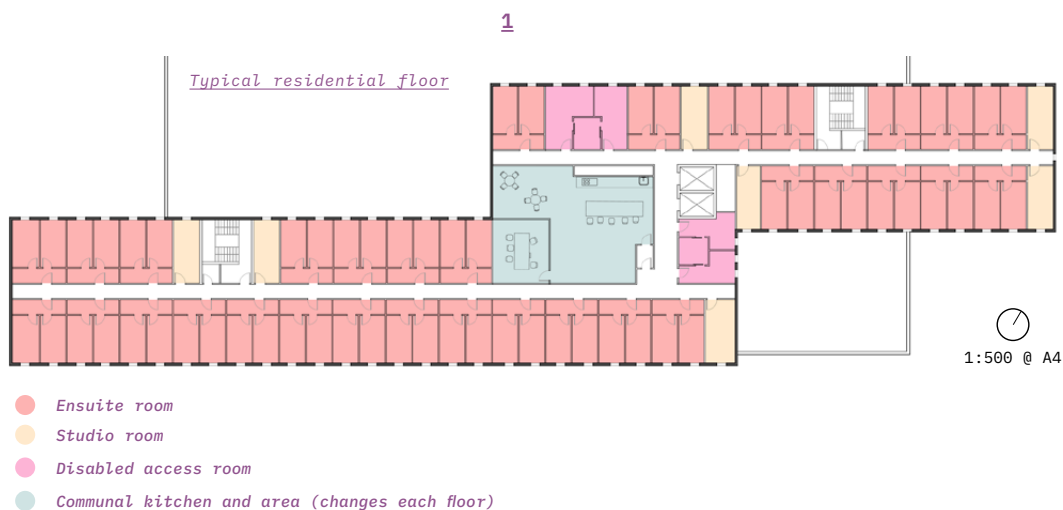 1
Typical residential floor
1:500 @ A4
Ensuite room
Studio room
Disabled access room
Communal kitchen and area (changes each floor)